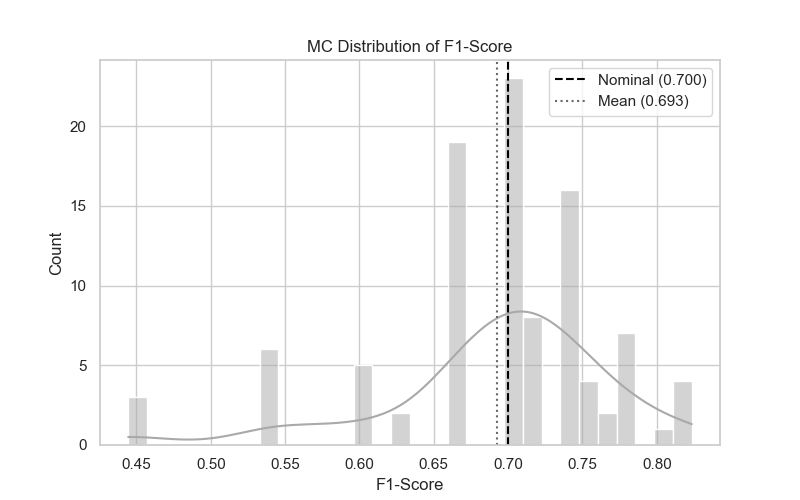 MC Distribution of F1-Score
Nominal (0.700)
Mean (0.693)
Count
20
15
10
5
0
0.45 0.50 0.55 0.60 0.65 0.70 0.75 0.80
F1-Score